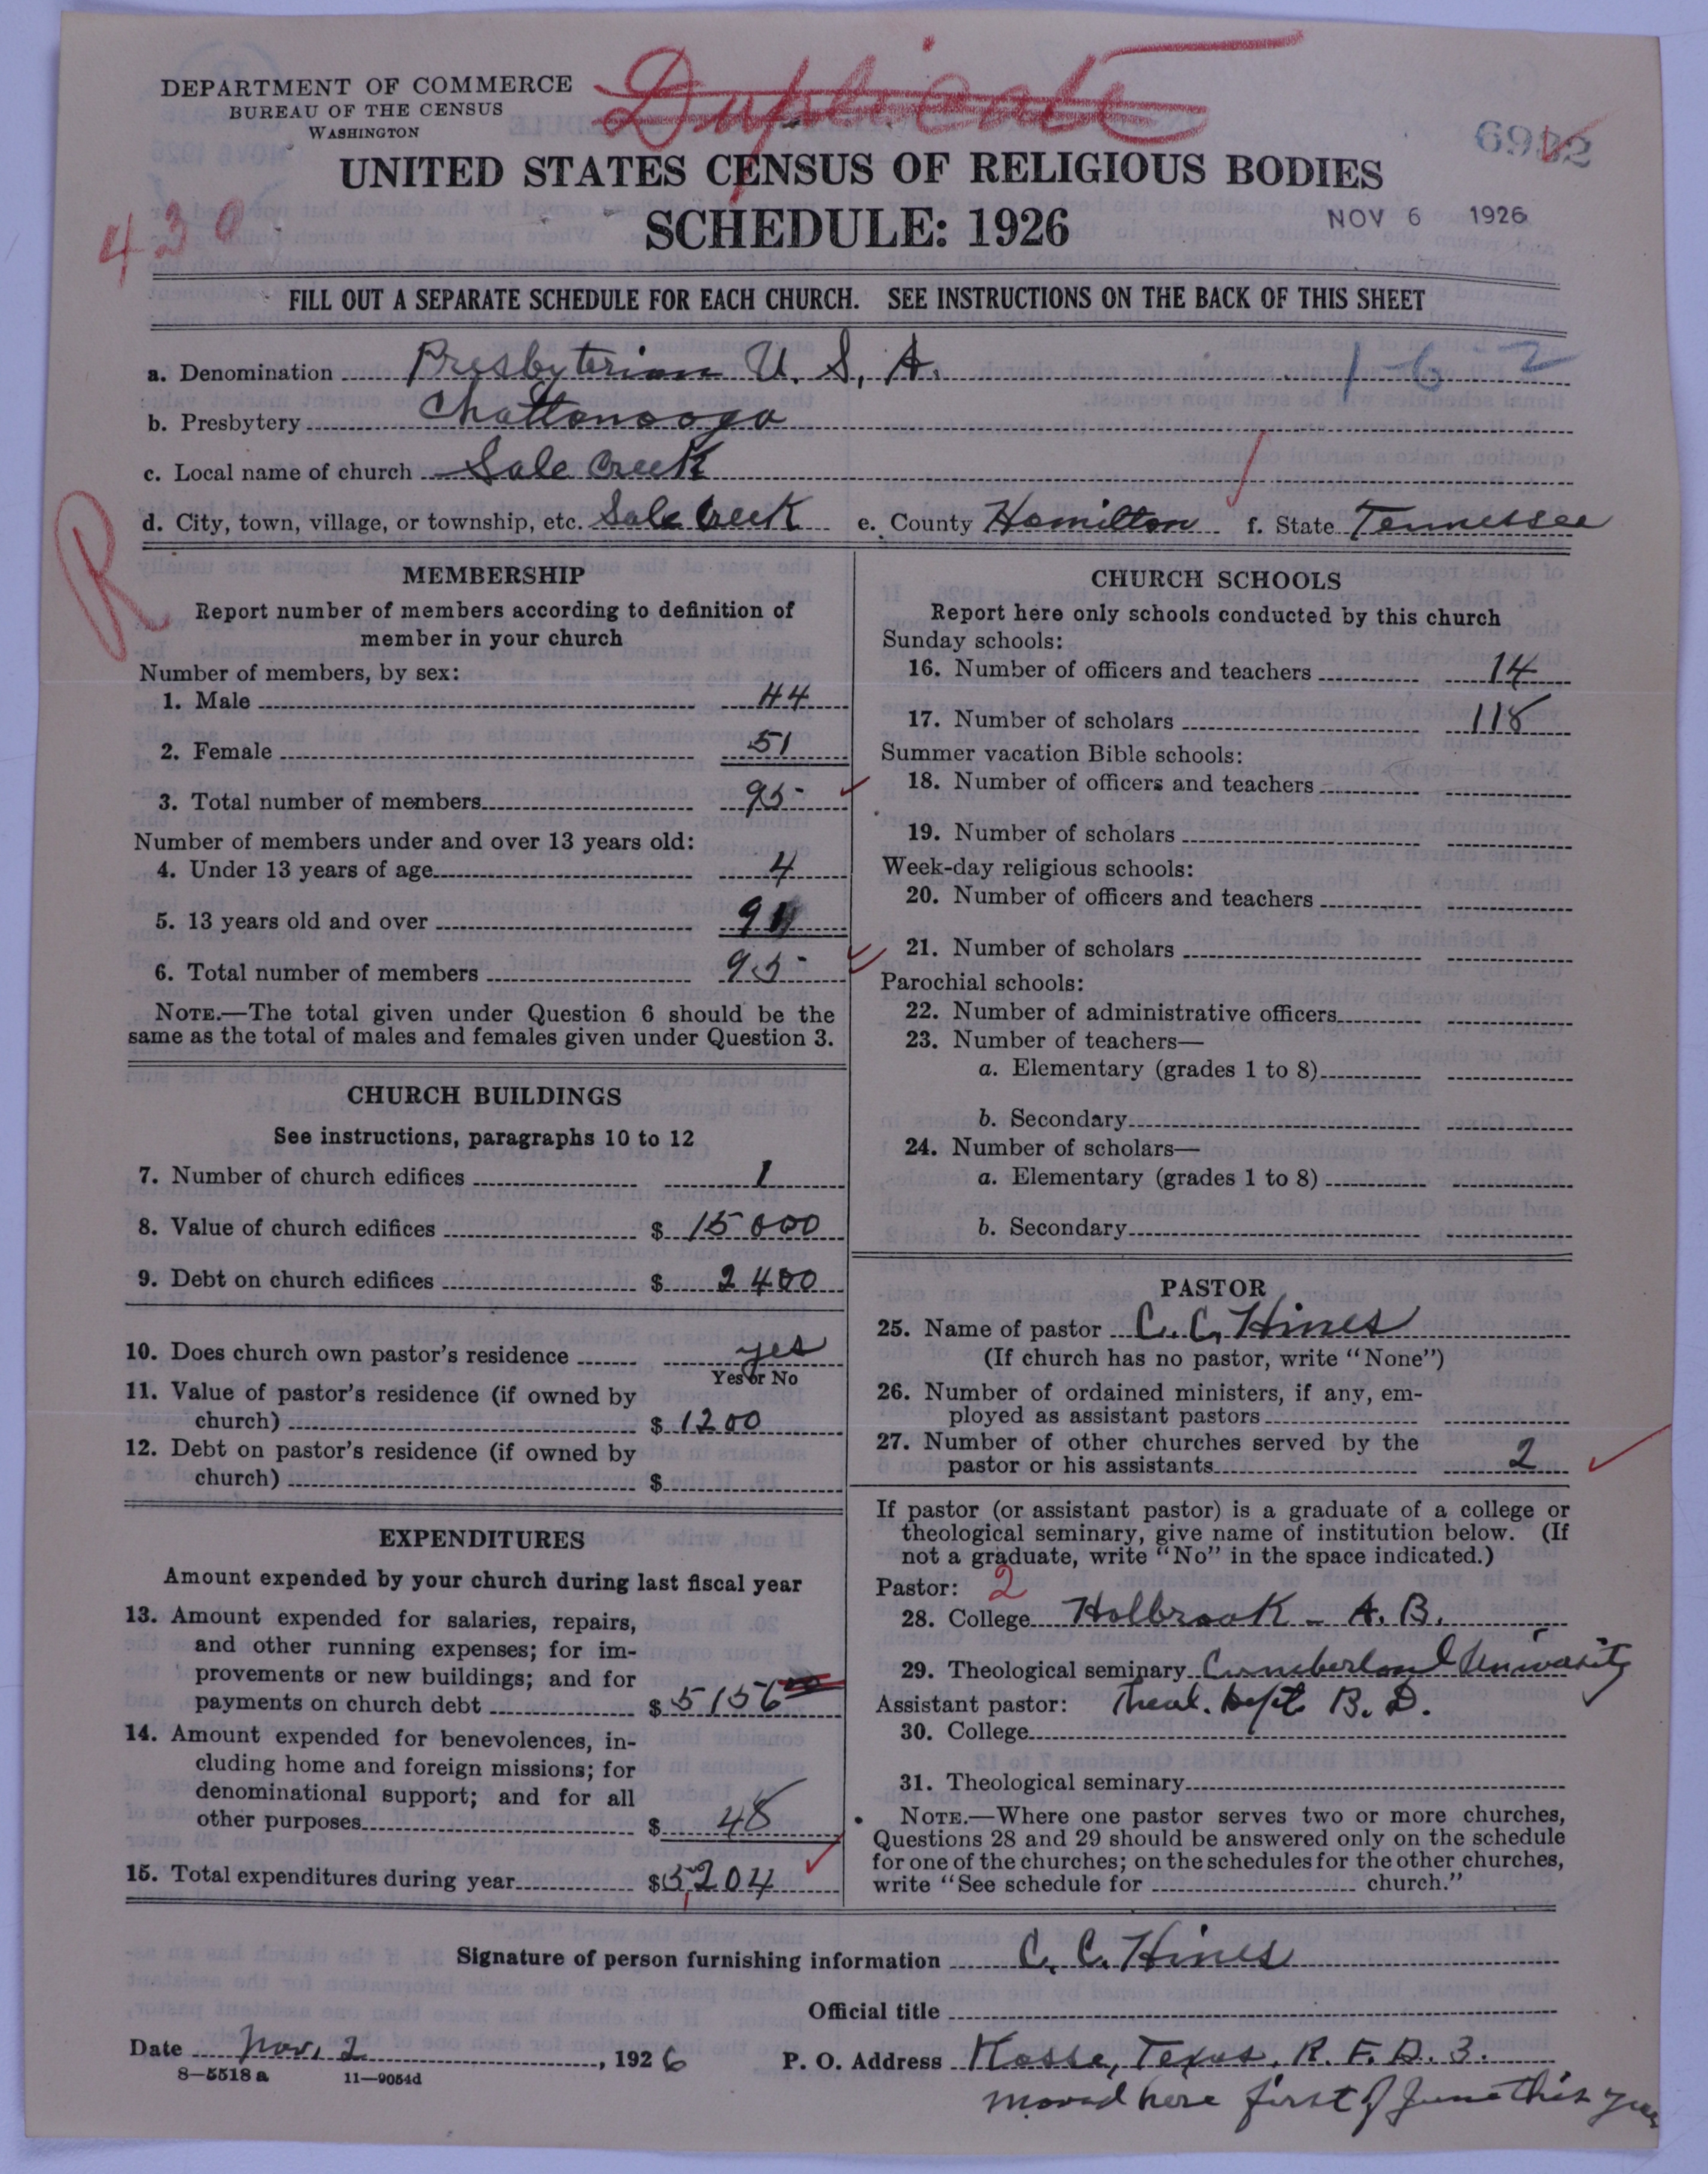 DEPARTMENT OF COMMERCE
BUREAU OF THE CENSUS
WASHINGTON
Duplicate
6932
UNITED STATES CENSUS OF RELIGIOUS BODIES
SCHEDULE: 1926
NOV 6 1926
430
FILL OUT A SEPARATE SCHEDULE FOR EACH CHURCH. SEE INSTRUCTIONS ON THE BACK OF THIS SHEET
a. Denomination Presbyterian U. S. A. 1-6-2
b. Presbytery Chattanooga
c. Local name of church Sale Creek
d. City, town, village, or township, etc. Sale Creek e. County Hamilton f. State Tennessee
R
MEMBERSHIP
Report number of members according to definition of
member in your church
Number of members, by sex:
1. Male 44
2. Female 51
3. Total number of members 95
Number of members under and over 13 years old:
4. Under 13 years of age 4
5. 13 years old and over 91
6. Total number of members 95
NOTE.—The total given under Question 6 should be the
same as the total of males and females given under Question 3.
CHURCH BUILDINGS
See instructions, paragraphs 10 to 12
7. Number of church edifices 1
8. Value of church edifices $ 15000
9. Debt on church edifices $ 2400
10. Does church own pastor's residence yes
Yes or No
11. Value of pastor's residence (if owned by
church) $ 1200
12. Debt on pastor's residence (if owned by
church) $
EXPENDITURES
Amount expended by your church during last fiscal year
13. Amount expended for salaries, repairs,
and other running expenses; for im-
provements or new buildings; and for
payments on church debt $ 5156
14. Amount expended for benevolences, in-
cluding home and foreign missions; for
denominational support; and for all
other purposes $ 48
15. Total expenditures during year $ 5,204
CHURCH SCHOOLS
Report here only schools conducted by this church
Sunday schools:
16. Number of officers and teachers 14
17. Number of scholars 118
Summer vacation Bible schools:
18. Number of officers and teachers
19. Number of scholars
Week-day religious schools:
20. Number of officers and teachers
21. Number of scholars
Parochial schools:
22. Number of administrative officers
23. Number of teachers—
a. Elementary (grades 1 to 8)
b. Secondary
24. Number of scholars—
a. Elementary (grades 1 to 8)
b. Secondary
PASTOR
25. Name of pastor C. C. Hines
(If church has no pastor, write "None")
26. Number of ordained ministers, if any, em-
ployed as assistant pastors
27. Number of other churches served by the
pastor or his assistants 2
If pastor (or assistant pastor) is a graduate of a college or
theological seminary, give name of institution below. (If
not a graduate, write "No" in the space indicated.)
Pastor: 2
28. College Holbrook - A. B.
29. Theological seminary Cumberland University
Assistant pastor: Theol. Dept. B. D.
30. College
31. Theological seminary
NOTE.—Where one pastor serves two or more churches,
Questions 28 and 29 should be answered only on the schedule
for one of the churches; on the schedules for the other churches,
write "See schedule for church."
Signature of person furnishing information C. C. Hines
Official title
Date Nov. 2, 1926 P. O. Address Kosse, Texas, R. F. D. 3.
8-5518a 11-9054d
moved here first of June this year